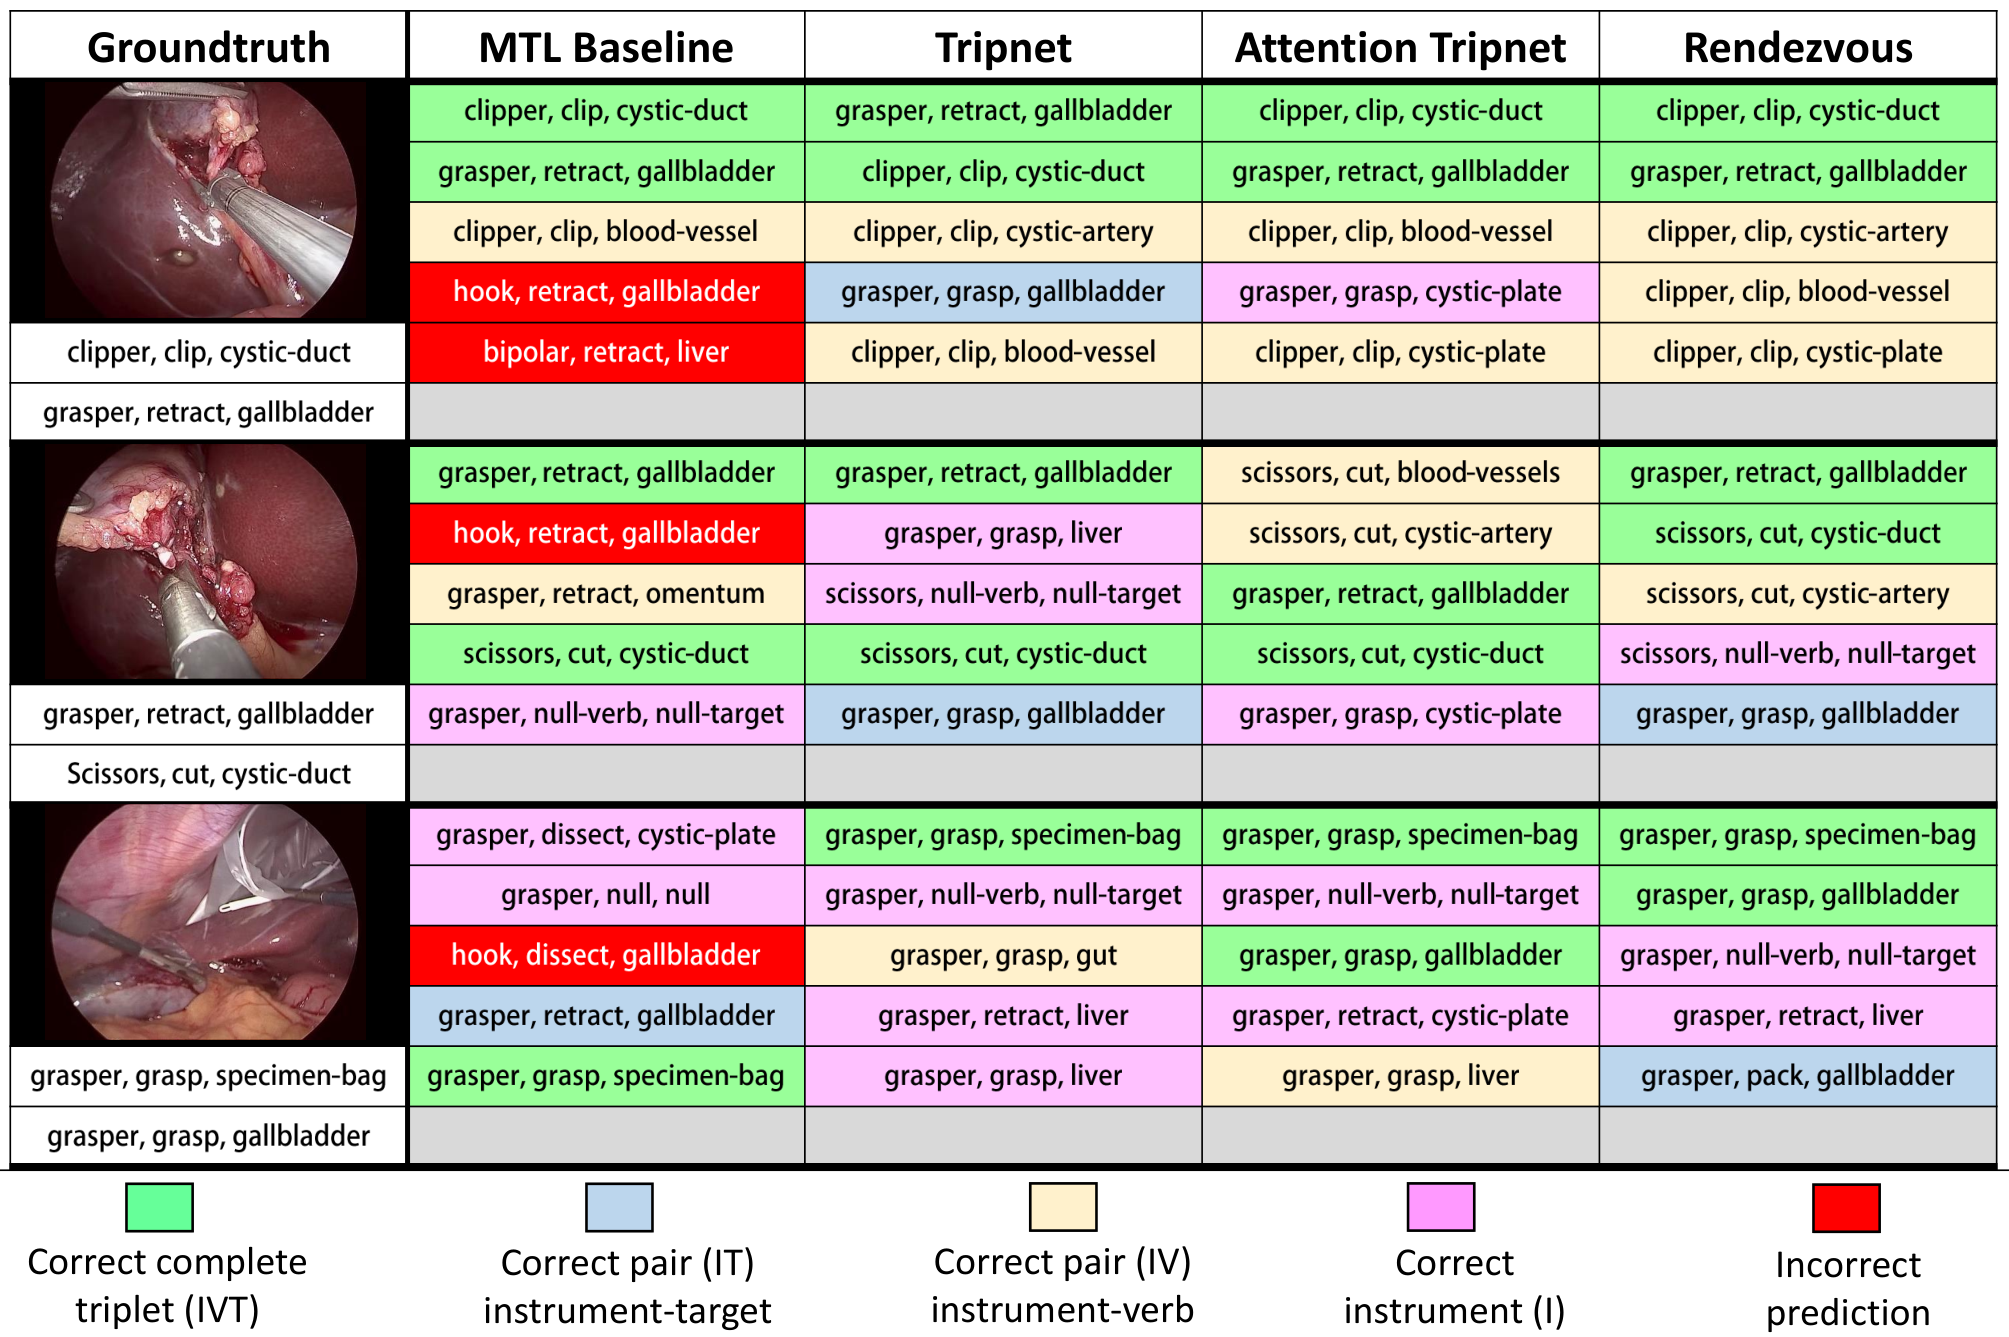 Groundtruth MTL Baseline Tripnet Attention Tripnet Rendezvous
clipper, clip, cystic-duct grasper, retract, gallbladder clipper, clip, cystic-duct clipper, clip, cystic-duct
grasper, retract, gallbladder clipper, clip, cystic-duct grasper, retract, gallbladder grasper, retract, gallbladder
clipper, clip, blood-vessel clipper, clip, cystic-artery clipper, clip, blood-vessel clipper, clip, cystic-artery
hook, retract, gallbladder grasper, grasp, gallbladder grasper, grasp, cystic-plate clipper, clip, blood-vessel
clipper, clip, cystic-duct bipolar, retract, liver clipper, clip, blood-vessel clipper, clip, cystic-plate clipper, clip, cystic-plate
grasper, retract, gallbladder
grasper, retract, gallbladder grasper, retract, gallbladder scissors, cut, blood-vessels grasper, retract, gallbladder
hook, retract, gallbladder grasper, grasp, liver scissors, cut, cystic-artery scissors, cut, cystic-duct
grasper, retract, omentum scissors, null-verb, null-target grasper, retract, gallbladder scissors, cut, cystic-artery
scissors, cut, cystic-duct scissors, cut, cystic-duct scissors, cut, cystic-duct scissors, null-verb, null-target
grasper, retract, gallbladder grasper, null-verb, null-target grasper, grasp, gallbladder grasper, grasp, cystic-plate grasper, grasp, gallbladder
Scissors, cut, cystic-duct
grasper, dissect, cystic-plate grasper, grasp, specimen-bag grasper, grasp, specimen-bag grasper, grasp, specimen-bag
grasper, null, null grasper, null-verb, null-target grasper, null-verb, null-target grasper, grasp, gallbladder
hook, dissect, gallbladder grasper, grasp, gut grasper, grasp, gallbladder grasper, null-verb, null-target
grasper, retract, gallbladder grasper, retract, liver grasper, retract, cystic-plate grasper, retract, liver
grasper, grasp, specimen-bag grasper, grasp, specimen-bag grasper, grasp, liver grasper, grasp, liver grasper, pack, gallbladder
grasper, grasp, gallbladder
Correct complete Correct pair (IT) Correct pair (IV) Correct Incorrect
triplet (IVT) instrument-target instrument-verb instrument (I) prediction